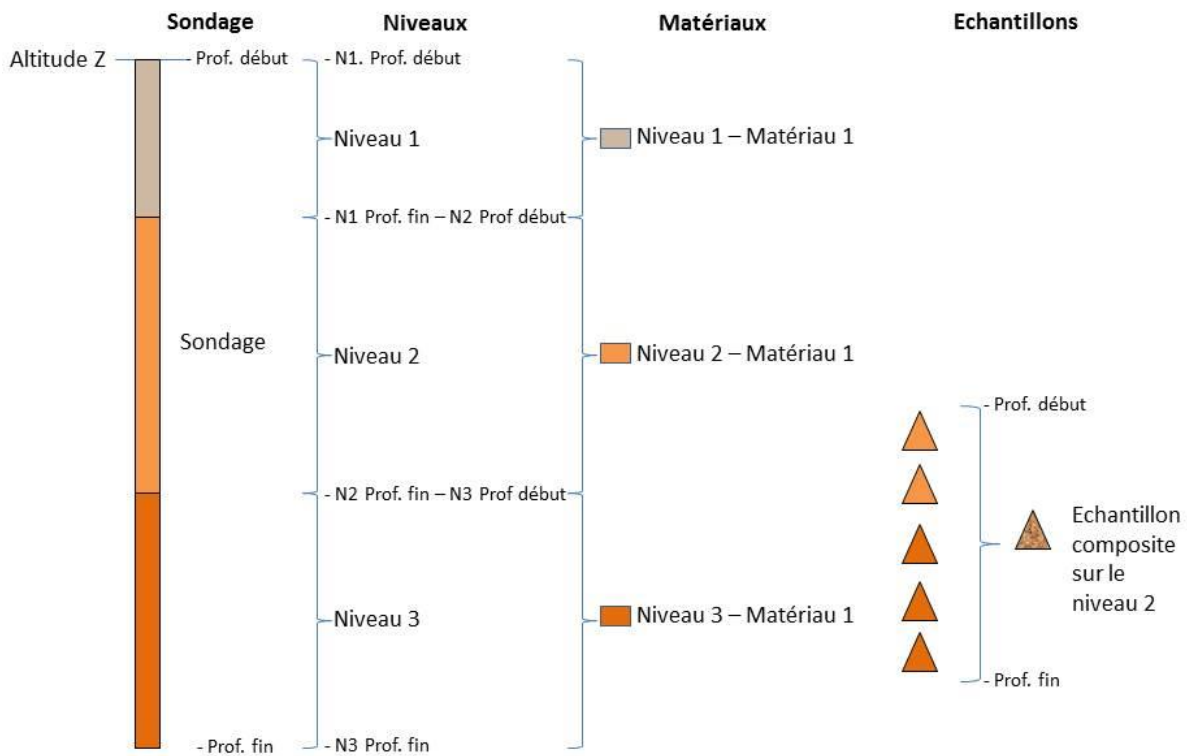 Sondage
Niveaux
Matériaux
Echantillons
Altitude Z
- Prof. début
- N1. Prof. début
Niveau 1
Niveau 1 – Matériau 1
- N1 Prof. fin – N2 Prof début
Sondage
Niveau 2
Niveau 2 – Matériau 1
- Prof. début
- N2 Prof. fin – N3 Prof début
Echantillon
composite
sur le
niveau 2
Niveau 3
Niveau 3 – Matériau 1
- Prof. fin
- Prof. fin
- N3 Prof. fin